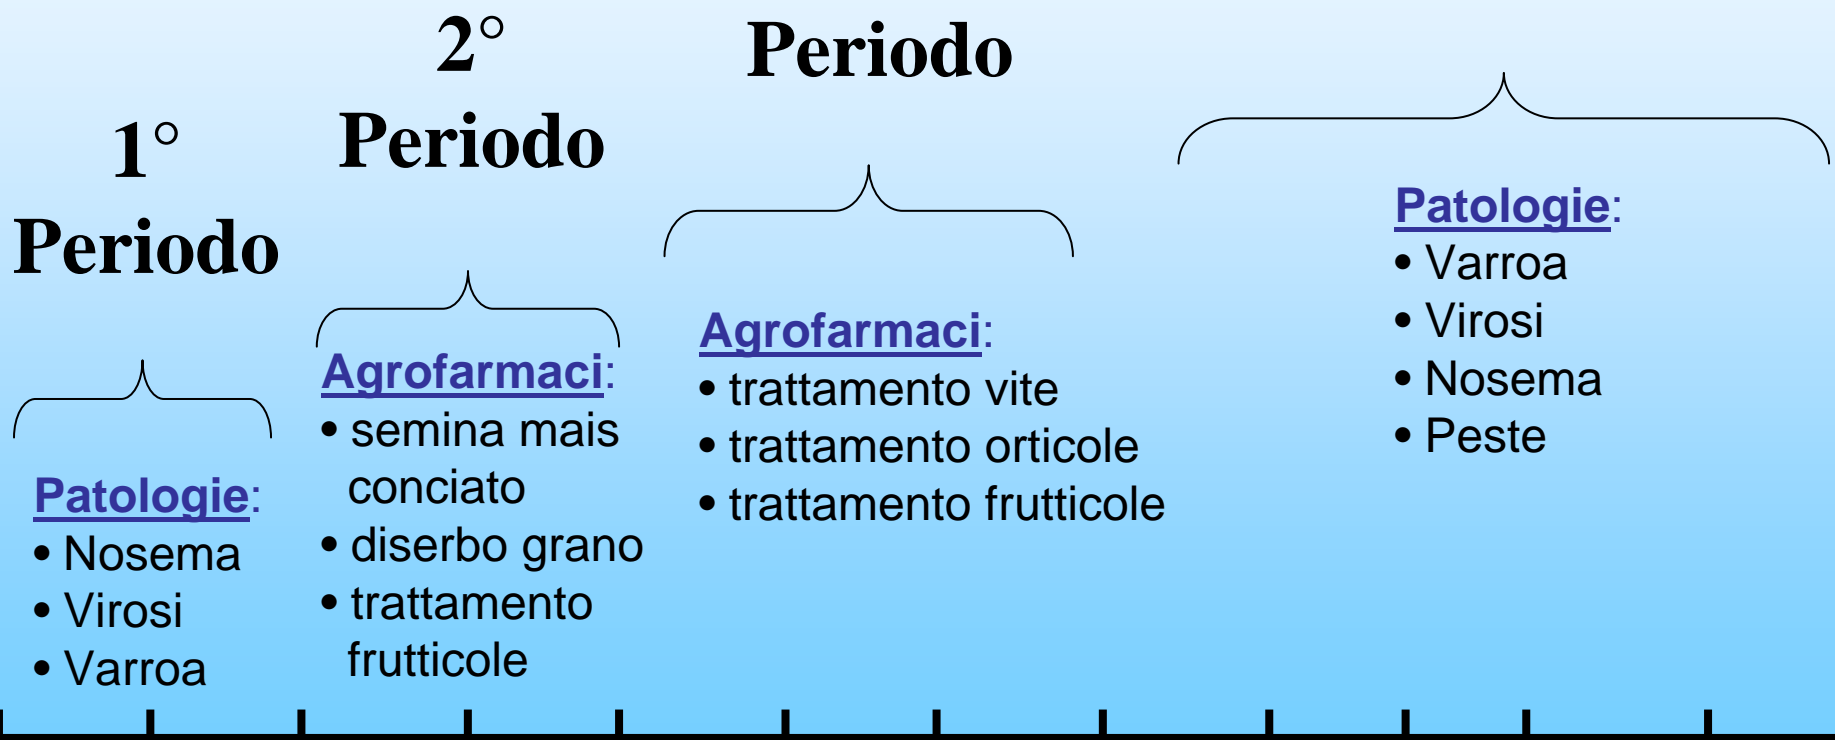 1°
Periodo
Patologie:
• Nosema
• Virosi
• Varroa
2°
Periodo
Agrofarmaci:
• semina mais
conciato
• diserbo grano
• trattamento
frutticole
Periodo
Agrofarmaci:
• trattamento vite
• trattamento orticole
• trattamento frutticole
Patologie:
• Varroa
• Virosi
• Nosema
• Peste